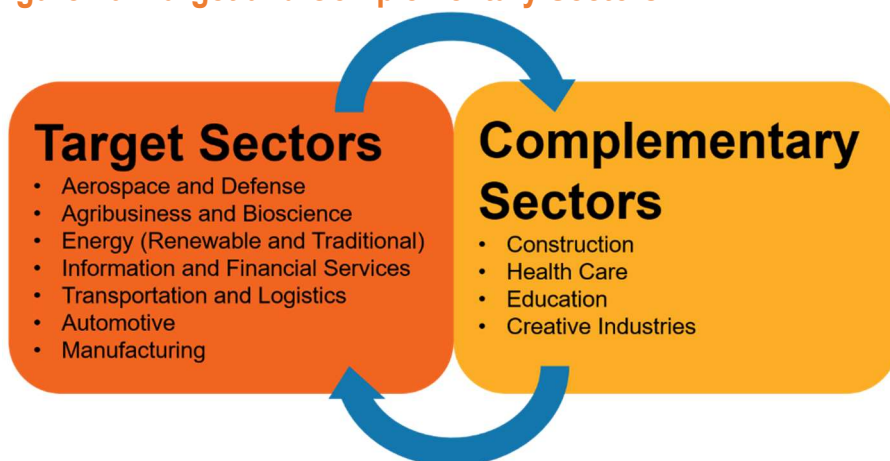 Target Sectors
• Aerospace and Defense
• Agribusiness and Bioscience
• Energy (Renewable and Traditional)
• Information and Financial Services
• Transportation and Logistics
• Automotive
• Manufacturing
Complementary
Sectors
• Construction
• Health Care
• Education
• Creative Industries